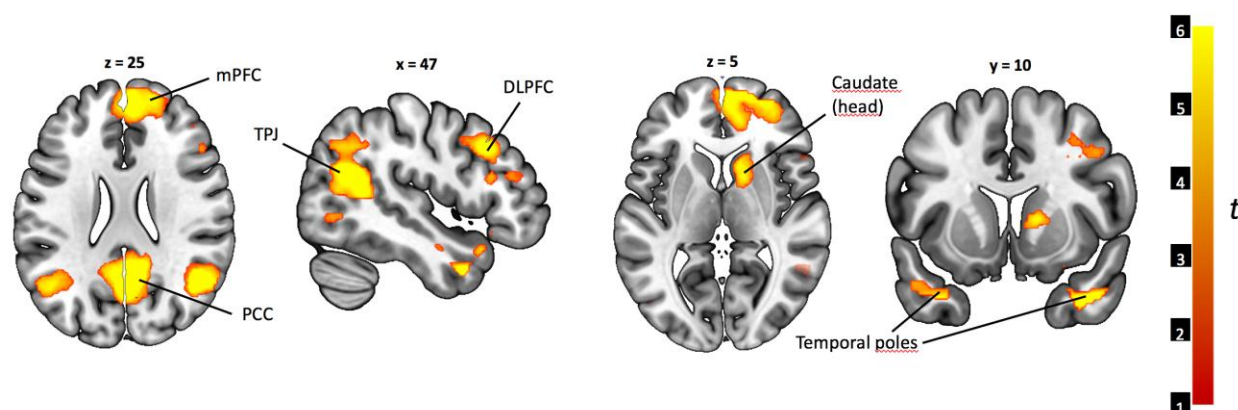 z = 25
mPFC
PCC
x = 47
TPJ
DLPFC
z = 5
Caudate
(head)
y = 10
Temporal poles
6
5
4
3
2
1
t